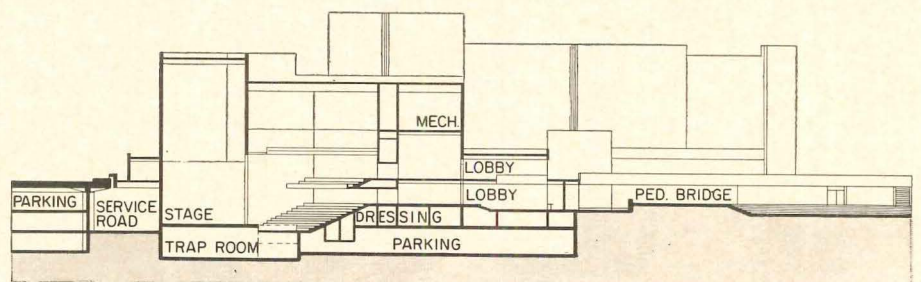 MECH.
LOBBY
LOBBY
PED. BRIDGE
PARKING
SERVICE
ROAD
STAGE
DRESSING
TRAP ROOM
PARKING